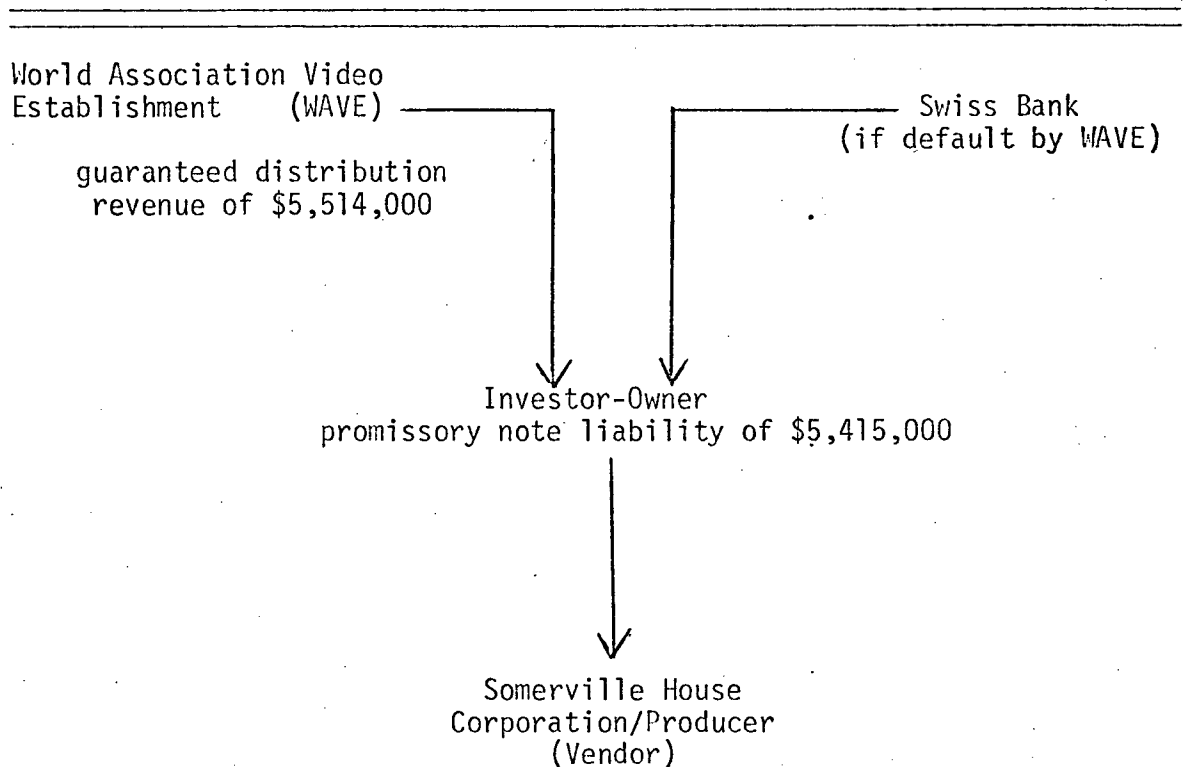 World Association Video
Establishment (WAVE)
Swiss Bank
(if default by WAVE)
guaranteed distribution
revenue of $5,514,000
Investor-Owner
promissory note liability of $5,415,000
Somerville House
Corporation/Producer
(Vendor)